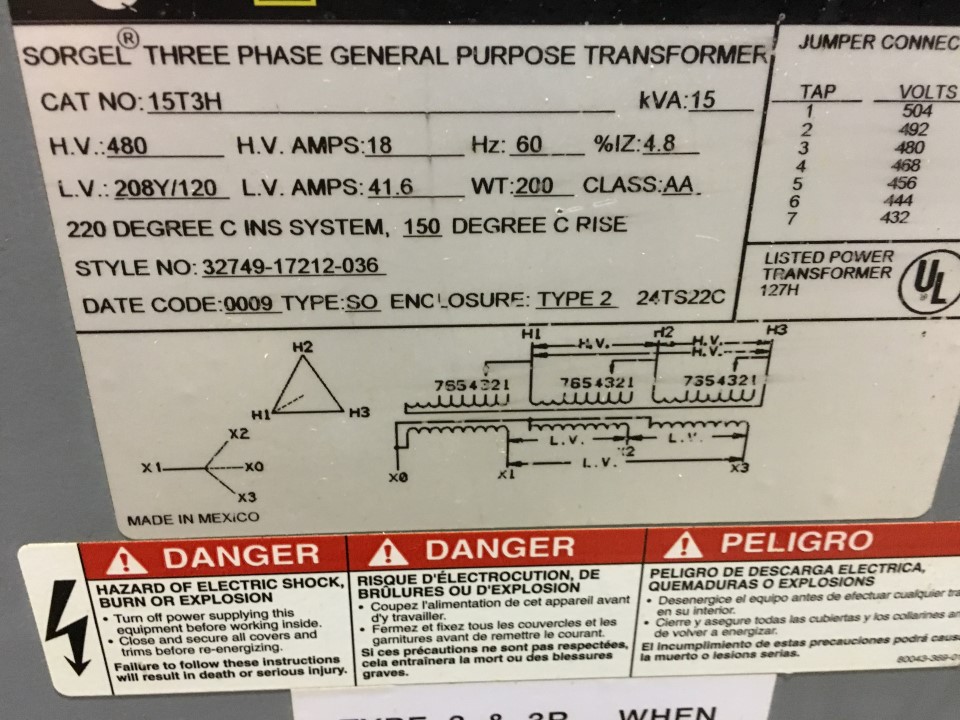 SORGEL® THREE PHASE GENERAL PURPOSE TRANSFORMER
CAT NO: 15T3H kVA: 15
H.V.: 480 H.V. AMPS: 18 Hz: 60 %IZ: 4.8
L.V.: 208Y/120 L.V. AMPS: 41.6 WT: 200 CLASS: AA
220 DEGREE C INS SYSTEM, 150 DEGREE C RISE
STYLE NO: 32749-17212-036
DATE CODE: 0009 TYPE: SO ENCLOSURE: TYPE 2 24TS22C
JUMPER CONNEC
TAP VOLTS
1 504
2 492
3 480
4 468
5 456
6 444
7 432
LISTED POWER
TRANSFORMER
127H
UL
H2
H1 H3
X2
X1 X0
X3
H1 H2 H3
H.V. H.V.
H.V.
7654321 7654321 7354321
L.V. L.V.
X2
L.V.
X0 X1 X3
MADE IN MEXICO
DANGER
HAZARD OF ELECTRIC SHOCK,
BURN OR EXPLOSION
• Turn off power supplying this
equipment before working inside.
• Close and secure all covers and
trims before re-energizing.
Failure to follow these instructions
will result in death or serious injury.
DANGER
RISQUE D'ÉLECTROCUTION, DE
BRÛLURES OU D'EXPLOSION
• Coupez l'alimentation de cet appareil avant
d'y travailler.
• Fermez et fixez tous les couvercles et les
garnitures avant de remettre le courant.
Si ces précautions ne sont pas respectées,
cela entraînera la mort ou des blessures
graves.
PELIGRO
PELIGRO DE DESCARGA ELECTRICA,
QUEMADURAS O EXPLOSIONS
• Desenergice el equipo antes de efectuar cualquier tra
en su interior.
• Cierre y asegure todas las cubiertas y los collarines an
de volver a energizar.
El incumplimiento de estas precauciones podrá caus
la muerto o lesions serias.
TYPE 2 & 3R WHEN